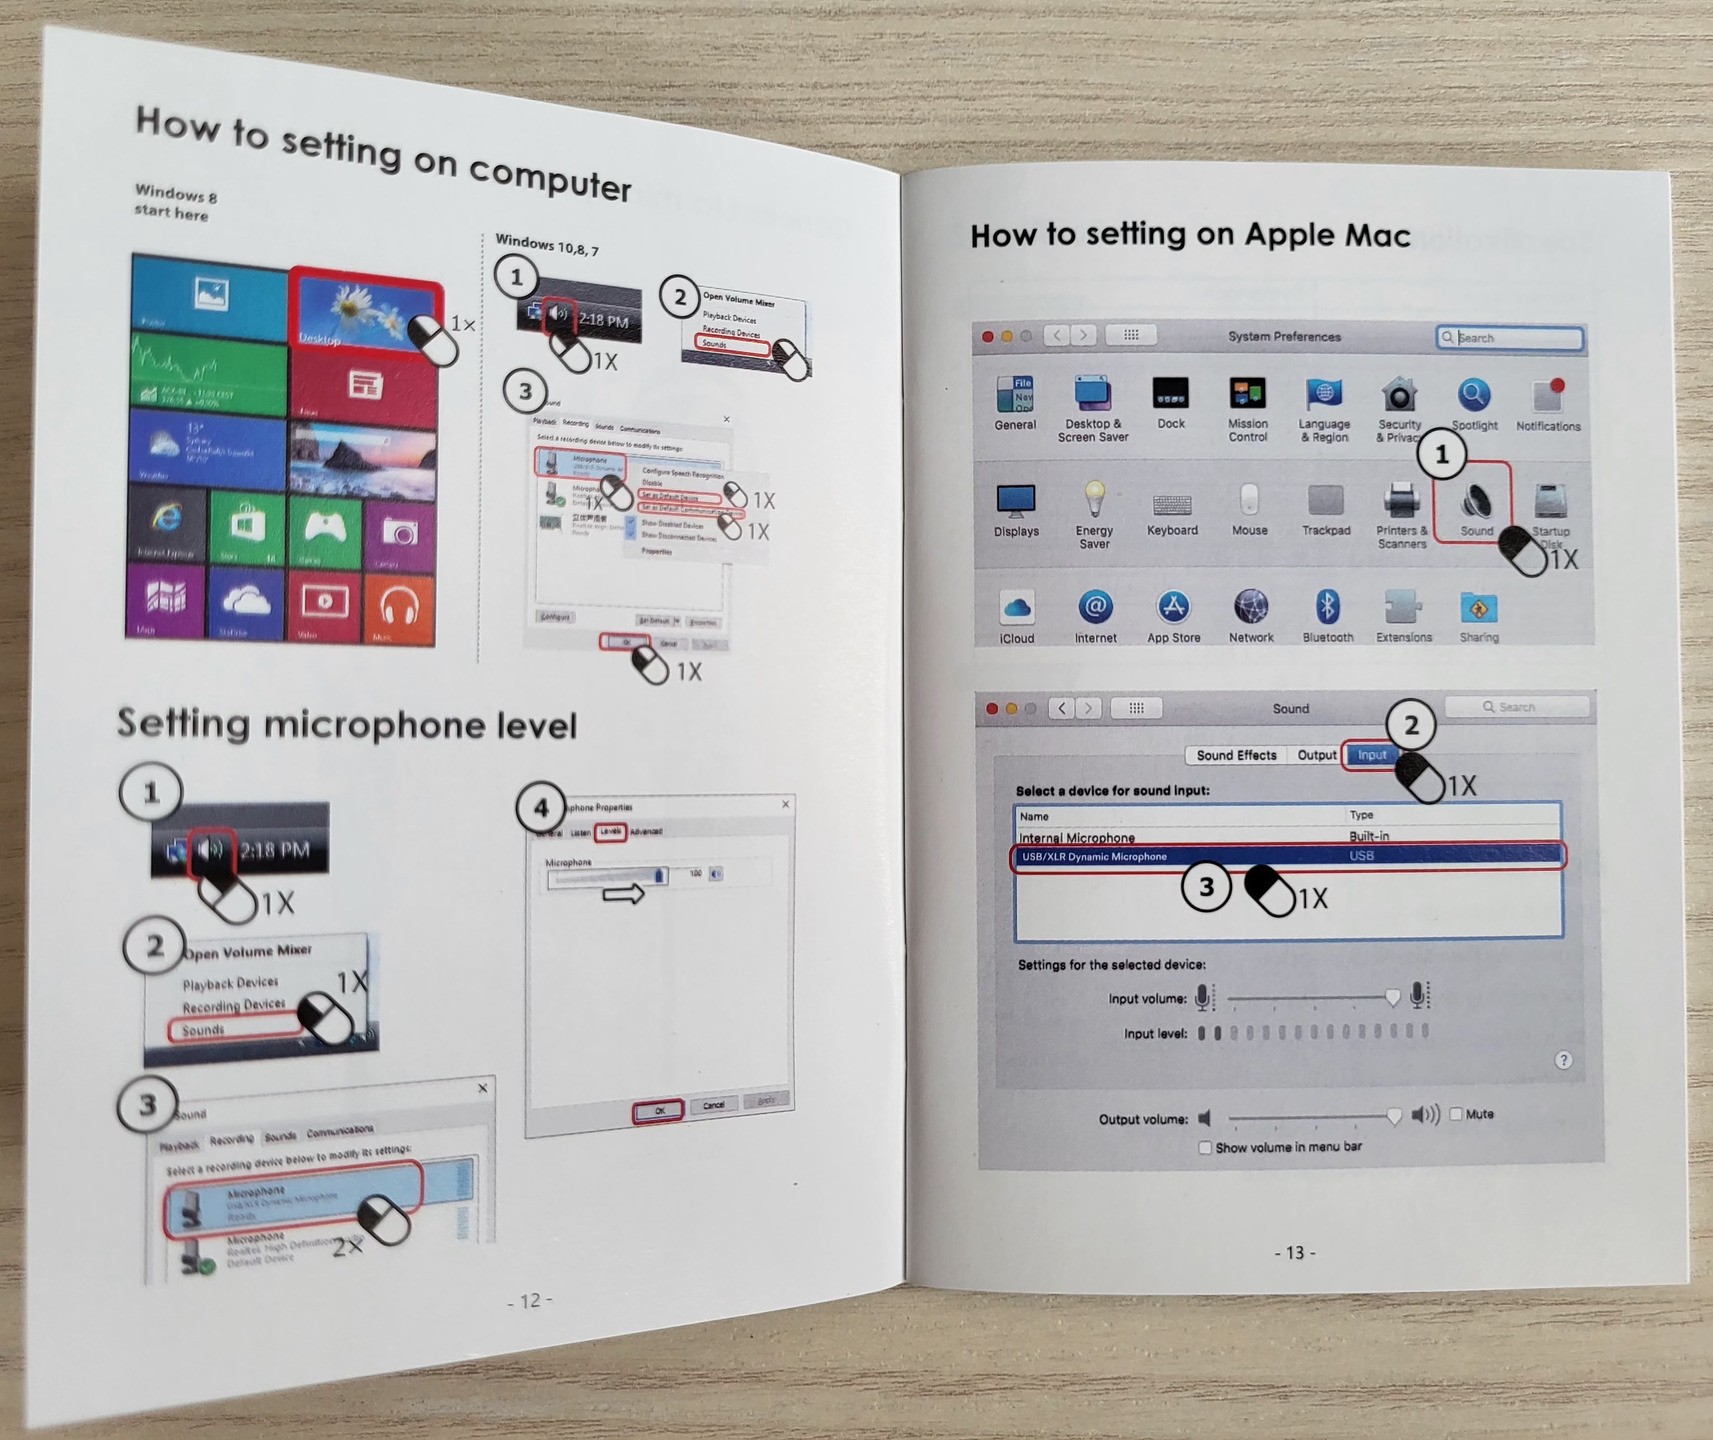 How to setting on computer
Windows 8
start here
Desktop
1x
13°
Sydney
Weather
Internet Explorer
Store
Music
Video
Windows 10,8, 7
1
2:18 PM
1X
2
Open Volume Mixer
Playback Devices
Recording Devices
Sounds
3
Playback Recording Sounds Communications
Select a recording device below to modify its settings:
Microphone
1X
Configure Speech Recognition
Disable
Set as Default Device
1X
Set as Default Communication
1X
Show Disabled Devices
Show Disconnected Devices
Properties
Configure
Set Default
Properties
OK
Cancel
1X
Setting microphone level
1
2:18 PM
1X
2
Open Volume Mixer
Playback Devices
Recording Devices
Sounds
1X
3
Sound
Playback Recording Sounds Communications
Select a recording device below to modify its settings:
Microphone
USB/XLR Dynamic Microphone
Ready
Microphone
Realtek High Definition
Default Device
2x
4
phone Properties
General Listen Levels Advanced
Microphone
100
OK
Cancel
Apply
- 12 -
How to setting on Apple Mac
System Preferences
Search
General
Desktop &
Screen Saver
Dock
Mission
Control
Language
& Region
Security
& Privac
Spotlight
Notifications
1
Displays
Energy
Saver
Keyboard
Mouse
Trackpad
Printers &
Scanners
Sound
Startup
Disk
1X
iCloud
Internet
App Store
Network
Bluetooth
Extensions
Sharing
Sound
Search
2
Sound Effects
Output
Input
1X
Select a device for sound input:
Name
Type
Internal Microphone
Built-in
USB/XLR Dynamic Microphone
USB
3
1X
Settings for the selected device:
Input volume:
Input level:
?
Output volume:
Mute
Show volume in menu bar
- 13 -